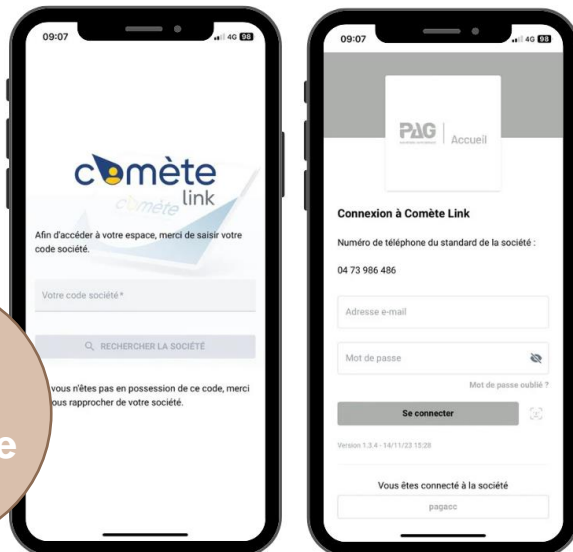 09:07
4G 98
comète
link
comète
Afin d'accéder à votre espace, merci de saisir votre
code société.
Votre code société *
RECHERCHER LA SOCIÉTÉ
vous n'êtes pas en possession de ce code, merci
ous rapprocher de votre société.
e
09:07
4G 98
PAG | Accueil
Connexion à Comète Link
Numéro de téléphone du standard de la société :
04 73 986 486
Adresse e-mail
Mot de passe
Mot de passe oublié ?
Se connecter
Version 1.3.4 - 14/11/23 15:28
Vous êtes connecté à la société
pagacc